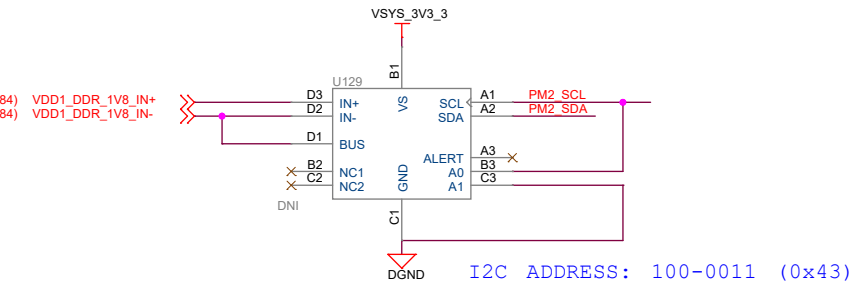 VSYS_3V3_3
B1
U129
84) VDD1_DDR_1V8_IN+ D3 IN+ VS SCL A1 PM2_SCL
84) VDD1_DDR_1V8_IN- D2 IN- SDA A2 PM2_SDA
D1 BUS
ALERT A3
B2 NC1 A0 B3
C2 NC2 GND A1 C3
DNI
C1
DGND
I2C ADDRESS: 100-0011 (0x43)